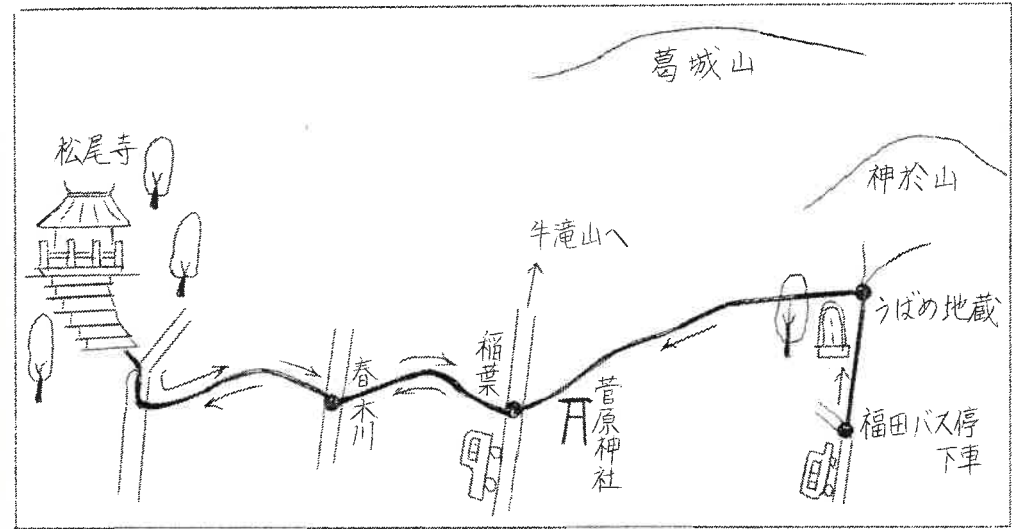 葛城山
松尾寺
神於山
牛滝山へ
うばめ地蔵
稲葉
春木川
菅原神社
福田バス停
下車